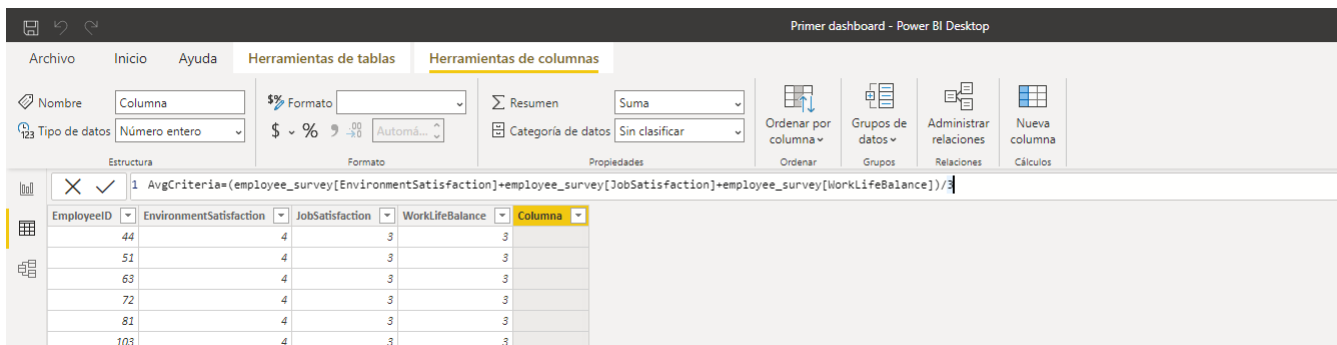 Primer dashboard - Power BI Desktop
Archivo Inicio Ayuda Herramientas de tablas Herramientas de columnas
Nombre Columna $% Formato Resumen Suma
123 Tipo de datos Número entero $ % 9 .00 →0 Automá... Categoría de datos Sin clasificar
Ordenar por columna Grupos de datos Administrar relaciones Nueva columna
Estructura Formato Propiedades Ordenar Grupos Relaciones Cálculos
1 AvgCriteria=(employee_survey[EnvironmentSatisfaction]+employee_survey[JobSatisfaction]+employee_survey[WorkLifeBalance])/3
EmployeeID EnvironmentSatisfaction JobSatisfaction WorkLifeBalance Columna
44 4 3 3
51 4 3 3
63 4 3 3
72 4 3 3
81 4 3 3
103 4 3 3